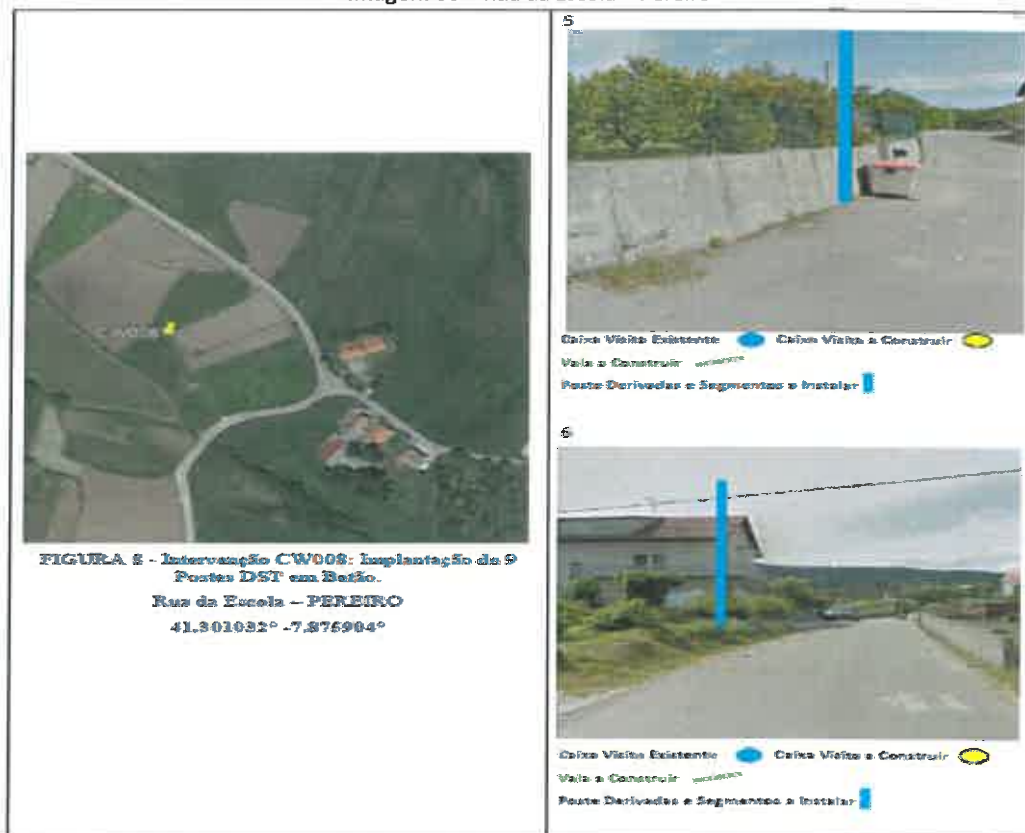 5
CW008
FIGURA 8 - Intervenção CW008: Implantação de 9
Postes DST em Betão.
Rua da Escola – PEREIRO
41.301032° -7.876904°
Caixa Visita Existente Caixa Visita a Construir
Vala a Construir
Poste Derivadas e Segmentos a Instalar
6
Caixa Visita Existente Caixa Visita a Construir
Vala a Construir
Poste Derivadas e Segmentos a Instalar